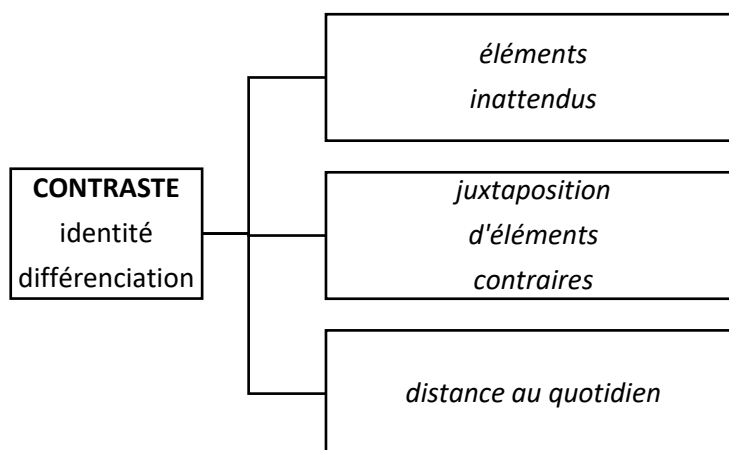 CONTRASTE
identité
différenciation
éléments
inattendus
juxtaposition
d'éléments
contraires
distance au quotidien